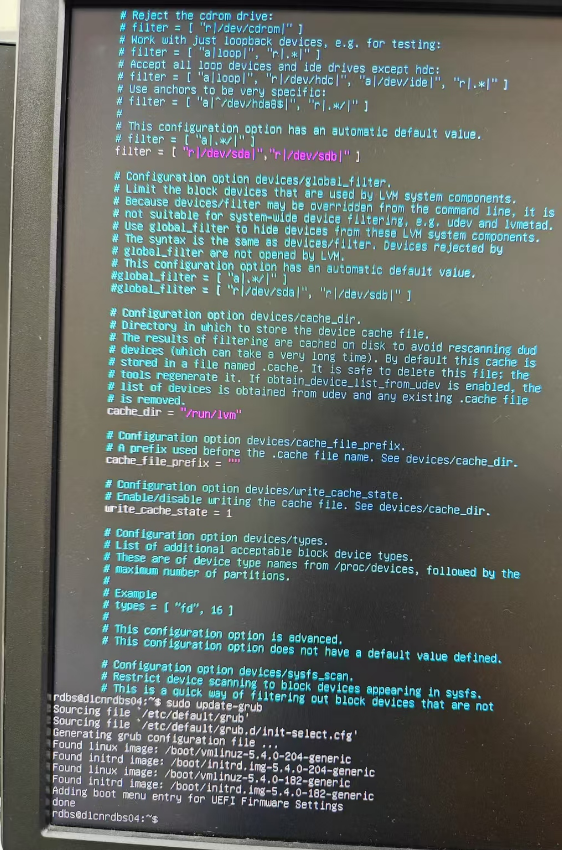 # Reject the cdrom drive:
# filter = [ "r|/dev/cdrom|" ]
# Work with just loopback devices, e.g. for testing:
# filter = [ "a|loop|", "r|.*|" ]
# Accept all loop devices and ide drives except hdc:
# filter = [ "a|loop|", "r|/dev/hdc|", "a|/dev/ide|", "r|.*|" ]
# Use anchors to be very specific:
# filter = [ "a|^/dev/hda8$|", "r|.*/|" ]
#
# This configuration option has an automatic default value.
# filter = [ "a|.*/|" ]
filter = [ "r|/dev/sda|","r|/dev/sdb|" ]
# Configuration option devices/global_filter.
# Limit the block devices that are used by LVM system components.
# Because devices/filter may be overridden from the command line, it is
# not suitable for system-wide device filtering, e.g. udev and lvmetad.
# Use global_filter to hide devices from these LVM system components.
# The syntax is the same as devices/filter. Devices rejected by
# global_filter are not opened by LVM.
# This configuration option has an automatic default value.
#global_filter = [ "a|.*/|" ]
#global_filter = [ "r|/dev/sda|", "r|/dev/sdb|" ]
# Configuration option devices/cache_dir.
# Directory in which to store the device cache file.
# The results of filtering are cached on disk to avoid rescanning dud
# devices (which can take a very long time). By default this cache is
# stored in a file named .cache. It is safe to delete this file; the
# tools regenerate it. If obtain_device_list_from_udev is enabled, the
# list of devices is obtained from udev and any existing .cache file
# is removed.
cache_dir = "/run/lvm"
# Configuration option devices/cache_file_prefix.
# A prefix used before the .cache file name. See devices/cache_dir.
cache_file_prefix = ""
# Configuration option devices/write_cache_state.
# Enable/disable writing the cache file. See devices/cache_dir.
write_cache_state = 1
# Configuration option devices/types.
# List of additional acceptable block device types.
# These are of device type names from /proc/devices, followed by the
# maximum number of partitions.
#
# Example
# types = [ "fd", 16 ]
#
# This configuration option is advanced.
# This configuration option does not have a default value defined.
# Configuration option devices/sysfs_scan.
# Restrict device scanning to block devices appearing in sysfs.
# This is a quick way of filtering out block devices that are not
rdbs@dlcnrdbs04:~$ sudo update-grub
Sourcing file `/etc/default/grub'
Sourcing file `/etc/default/grub.d/init-select.cfg'
Generating grub configuration file ...
Found linux image: /boot/vmlinuz-5.4.0-204-generic
Found initrd image: /boot/initrd.img-5.4.0-204-generic
Found linux image: /boot/vmlinuz-5.4.0-182-generic
Found initrd image: /boot/initrd.img-5.4.0-182-generic
Adding boot menu entry for UEFI Firmware Settings
done
rdbs@dlcnrdbs04:~$